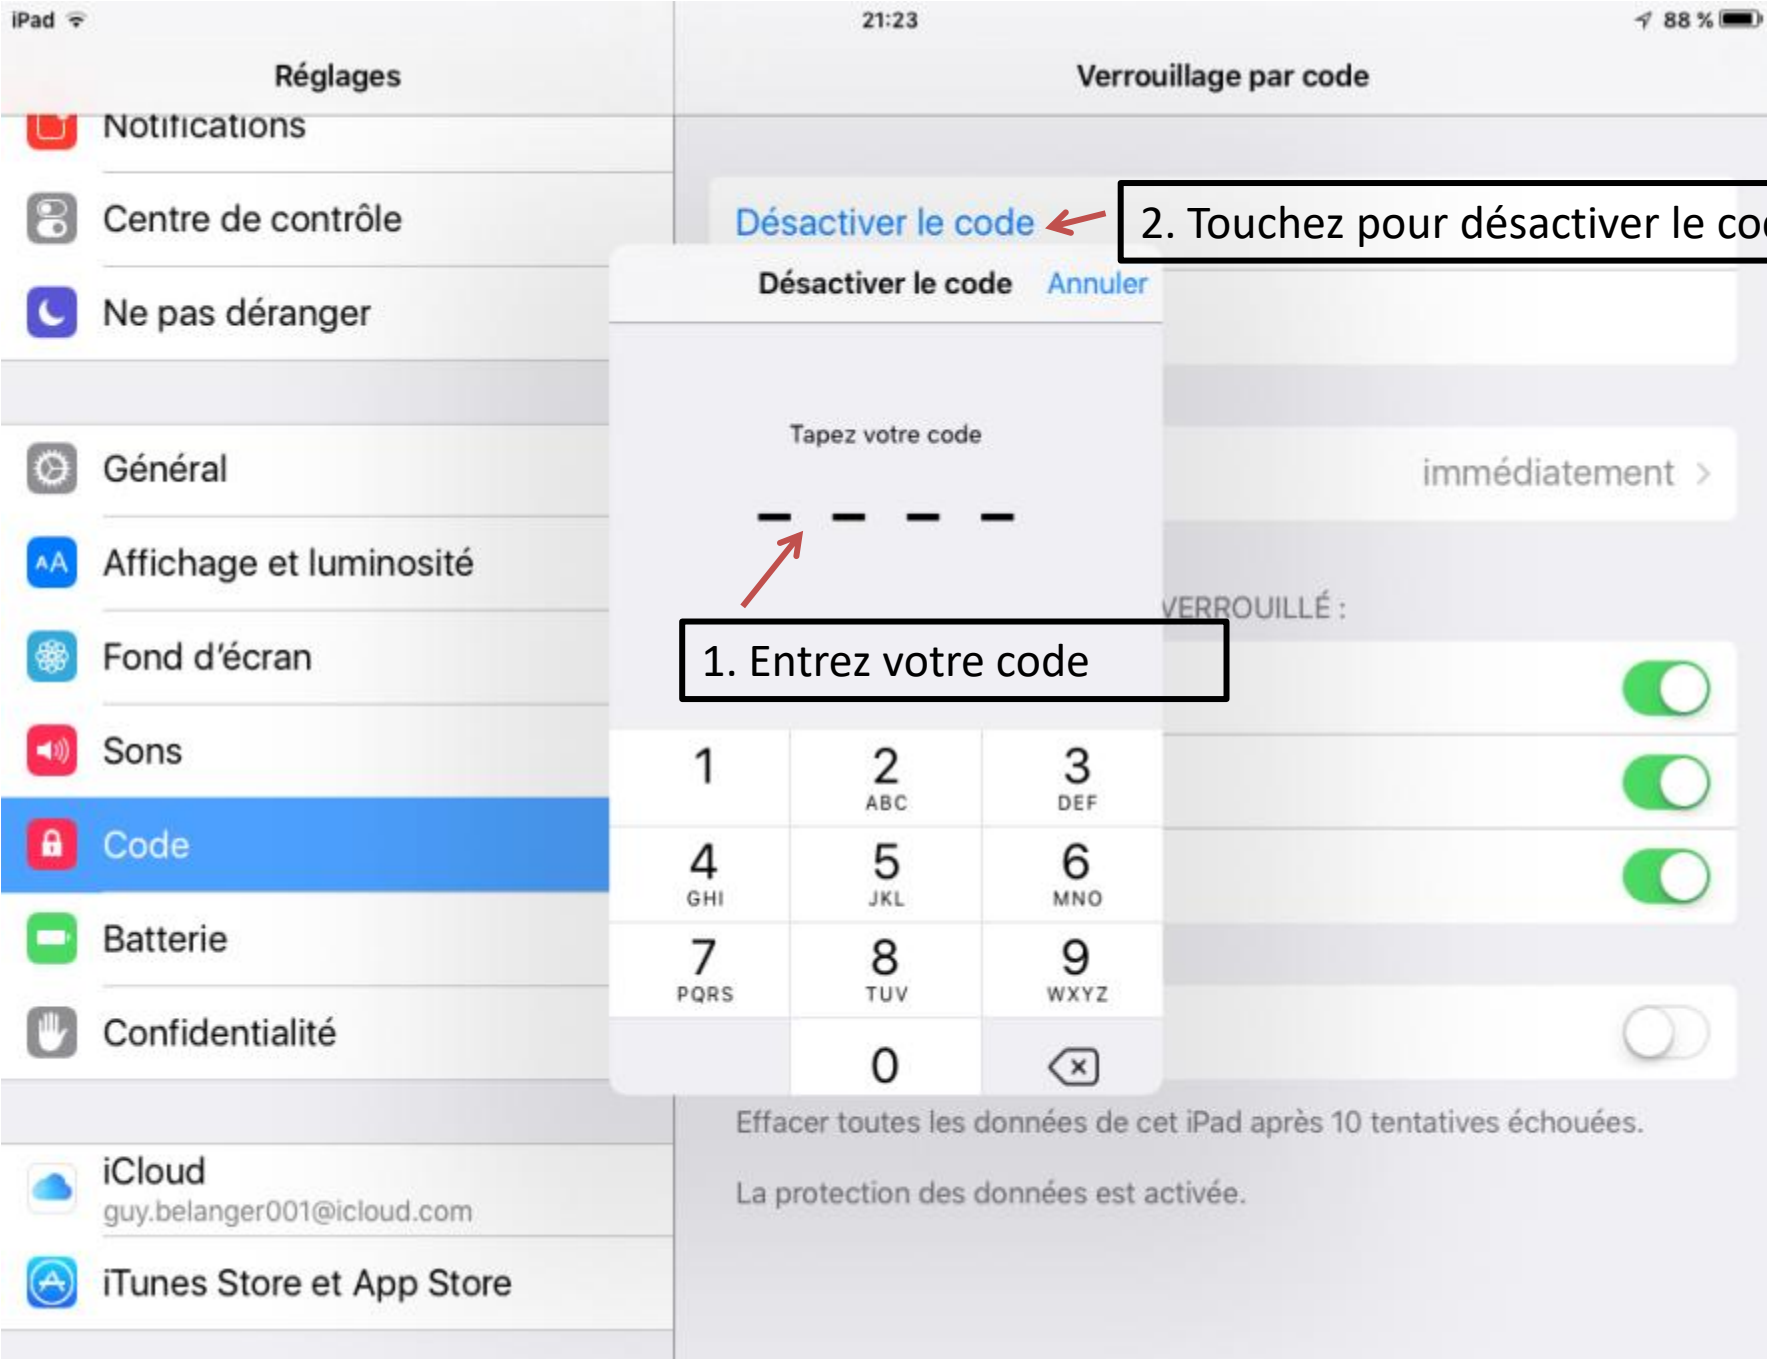 iPad
21:23
88 %
Réglages
Verrouillage par code
Notifications
Centre de contrôle
Ne pas déranger
Général
Affichage et luminosité
Fond d'écran
Sons
Code
Batterie
Confidentialité
iCloud
guy.belanger001@icloud.com
iTunes Store et App Store
Désactiver le code
2. Touchez pour désactiver le
Désactiver le code Annuler
Tapez votre code
1. Entrez votre code
1
2
ABC
3
DEF
4
GHI
5
JKL
6
MNO
7
PQRS
8
TUV
9
WXYZ
0
immédiatement
VERROUILLÉ :
Effacer toutes les données de cet iPad après 10 tentatives échouées.
La protection des données est activée.